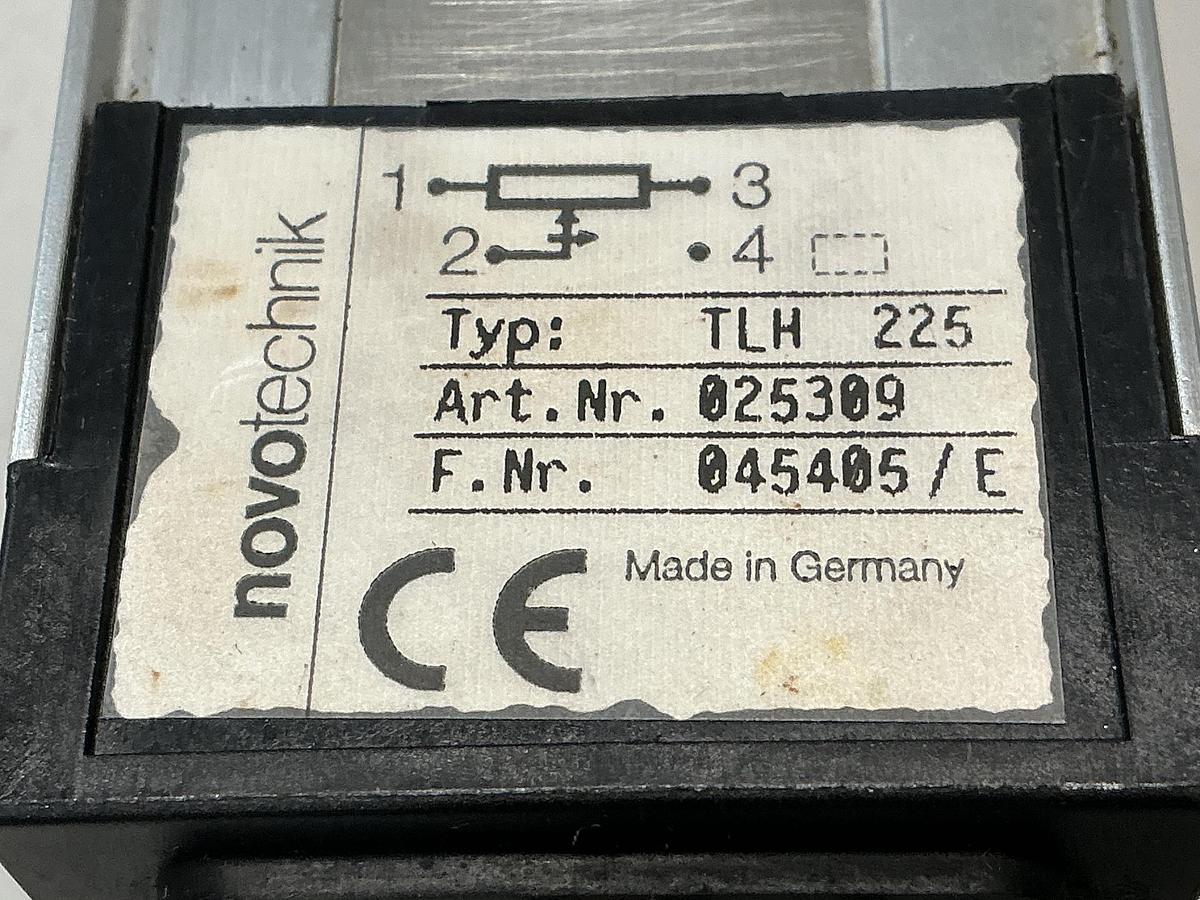 novotechnik
1 3
2 4
Typ: TLH 225
Art.Nr. 025309
F.Nr. 045405/E
CE Made in Germany